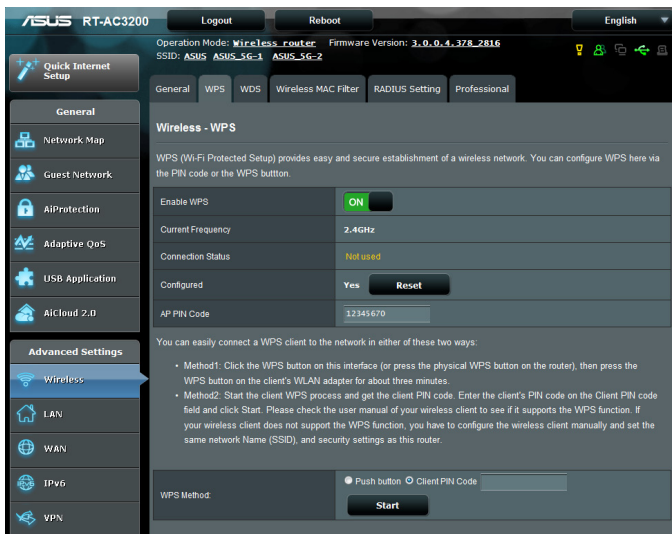 ASUS RT-AC3200 Logout Reboot English
Operation Mode: Wireless router Firmware Version: 3.0.0.4.378_2816
SSID: ASUS ASUS_5G-1 ASUS_5G-2
Quick Internet
Setup
General
Network Map
Guest Network
AiProtection
Adaptive QoS
USB Application
AiCloud 2.0
Advanced Settings
Wireless
LAN
WAN
IPv6
VPN
General WPS WDS Wireless MAC Filter RADIUS Setting Professional
Wireless - WPS
WPS (Wi-Fi Protected Setup) provides easy and secure establishment of a wireless network. You can configure WPS here via
the PIN code or the WPS buttton.
Enable WPS ON
Current Frequency 2.4GHz
Connection Status Not used
Configured Yes Reset
AP PIN Code 12345670
You can easily connect a WPS client to the network in either of these two ways:
• Method1: Click the WPS button on this interface (or press the physical WPS button on the router), then press the
WPS button on the client's WLAN adapter for about three minutes.
• Method2: Start the client WPS process and get the client PIN code. Enter the client's PIN code on the Client PIN code
field and click Start. Please check the user manual of your wireless client to see if it supports the WPS function. If
your wireless client does not support the WPS function, you have to configure the wireless client manually and set the
same network Name (SSID), and security settings as this router.
WPS Method: Push button Client PIN Code
Start